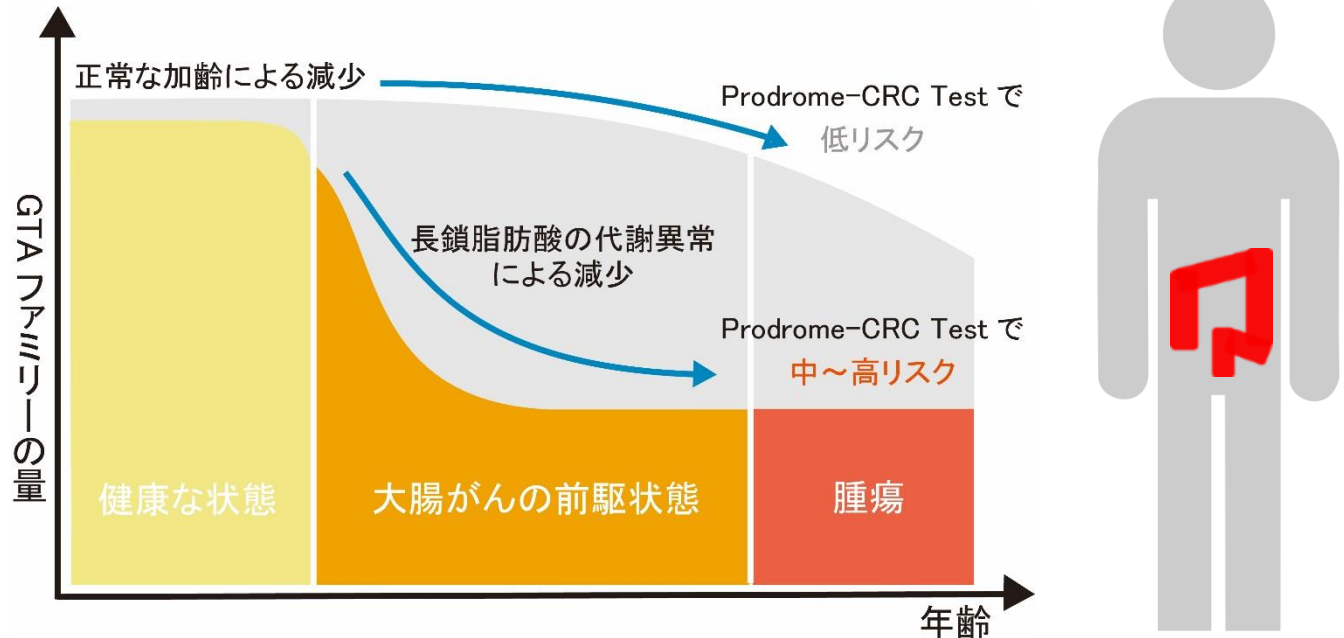 正常な加齢による減少
Prodrome-CRC Test で
低リスク
長鎖脂肪酸の代謝異常
による減少
Prodrome-CRC Test で
中～高リスク
GTA ファミリーの量
健康な状態
大腸がんの前駆状態
腫瘍
年齢